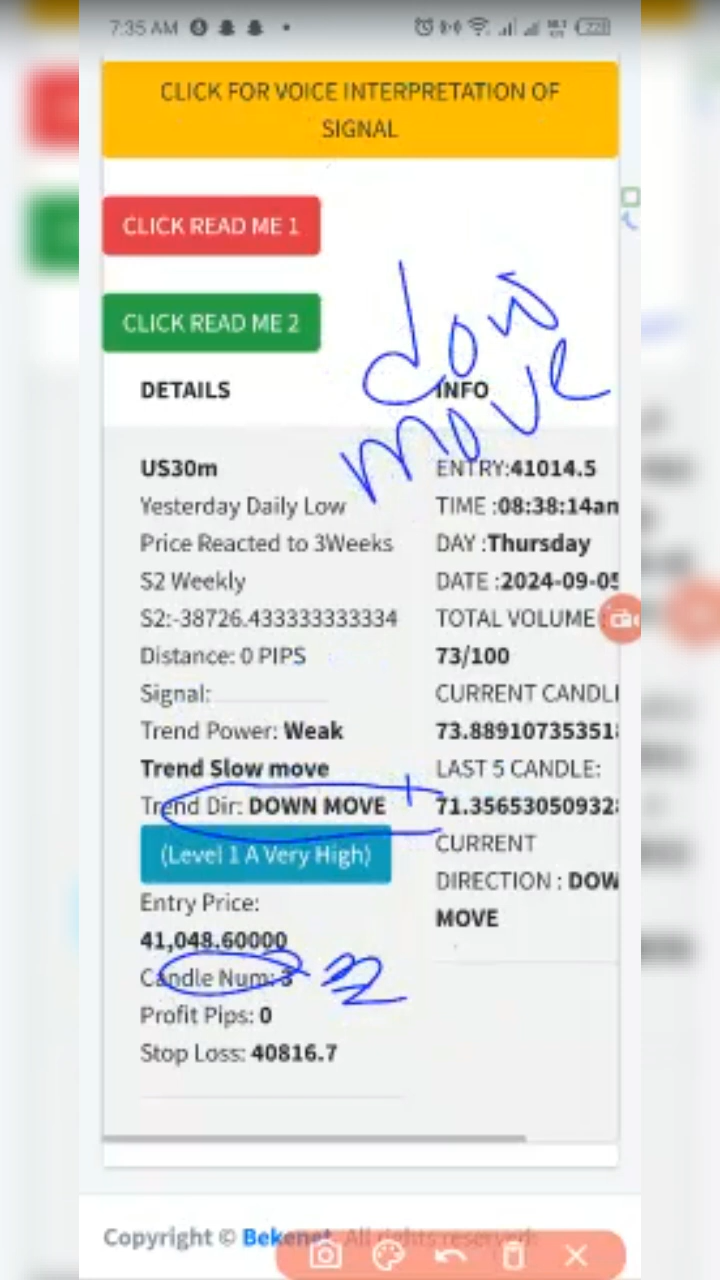 7:35 AM
CLICK FOR VOICE INTERPRETATION OF
SIGNAL
CLICK READ ME 1
CLICK READ ME 2
dow
move
DETAILS
INFO
US30m
Yesterday Daily Low
Price Reacted to 3Weeks
S2 Weekly
S2:-38726.433333333334
Distance: 0 PIPS
Signal:
Trend Power: Weak
Trend Slow move
Trend Dir: DOWN MOVE
(Level 1 A Very High)
Entry Price:
41,048.60000
Candle Num: 3
Profit Pips: 0
Stop Loss: 40816.7
ENTRY:41014.5
TIME :08:38:14am
DAY :Thursday
DATE :2024-09-05
TOTAL VOLUME :
73/100
CURRENT CANDL
73.8891073535
LAST 5 CANDLE:
71.35653050932
CURRENT
DIRECTION : DOW
MOVE
Copyright © Bekenet. All rights reserved.